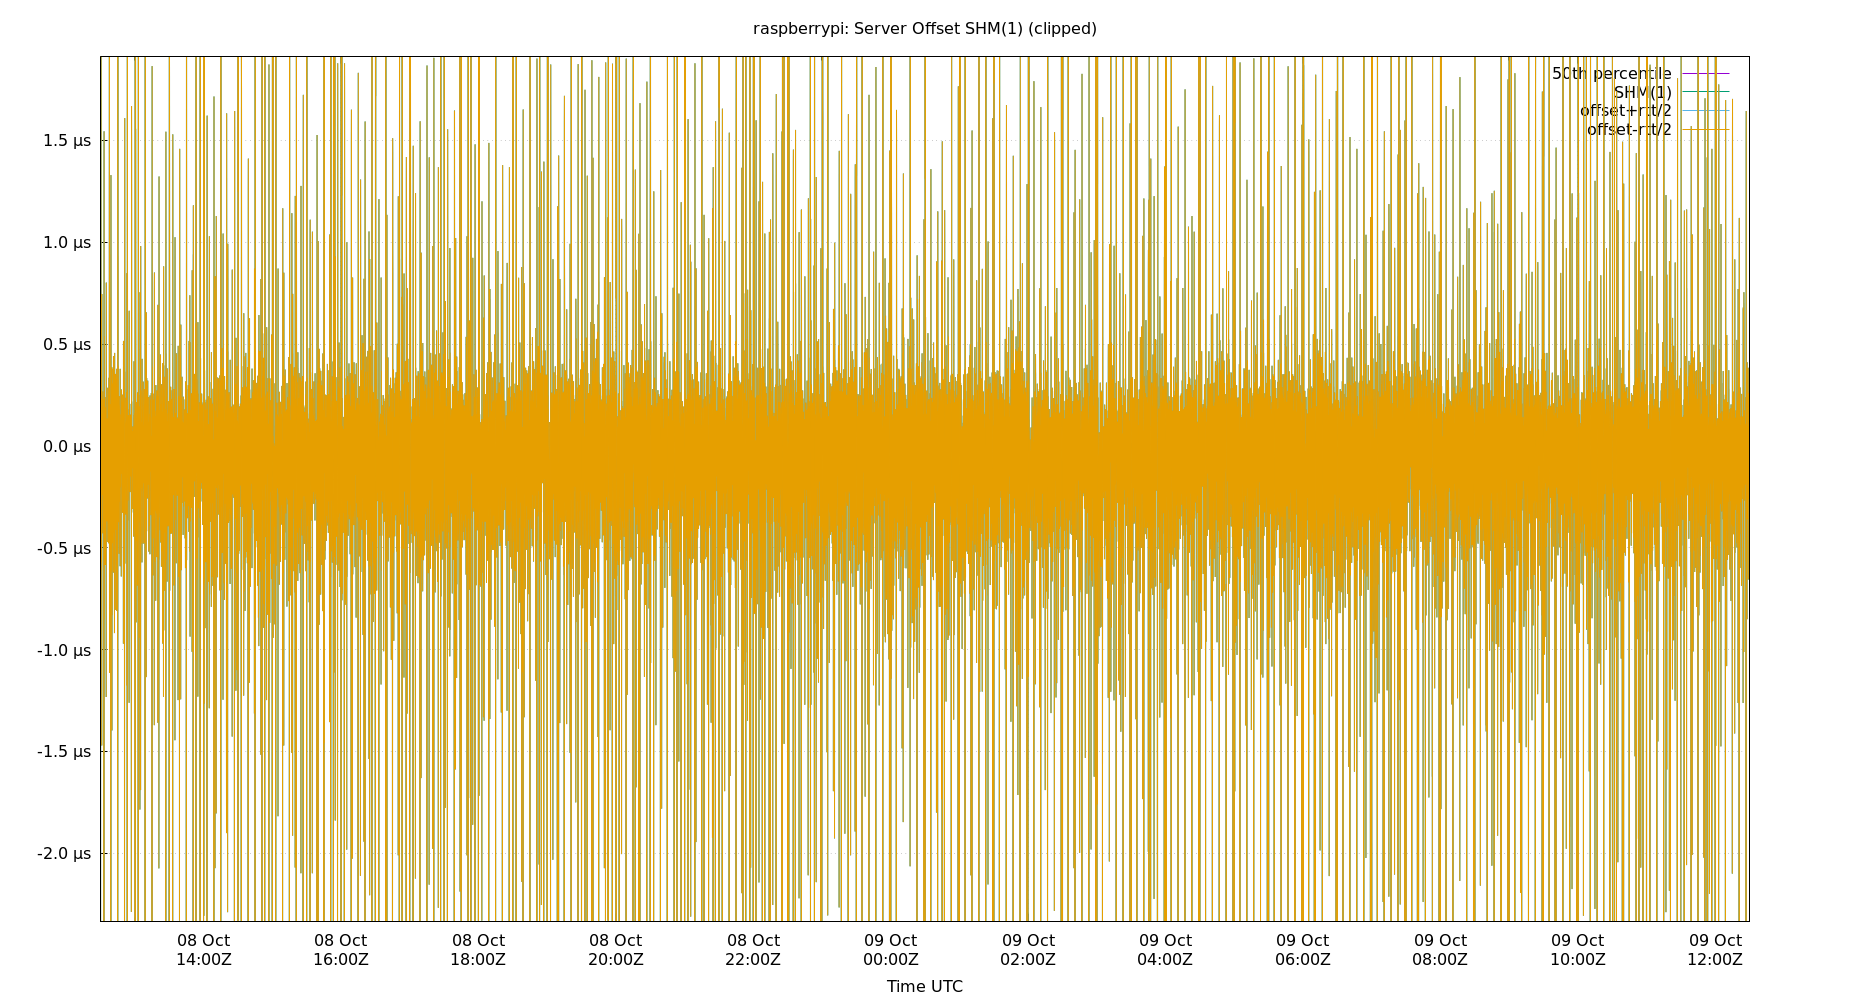 raspberrypi: Server Offset SHM(1) (clipped)
50th percentile
SHM(1)
offset+rtt/2
offset-rtt/2
1.5 µs
1.0 µs
0.5 µs
0.0 µs
-0.5 µs
-1.0 µs
-1.5 µs
-2.0 µs
08 Oct 08 Oct 08 Oct 08 Oct 08 Oct 09 Oct 09 Oct 09 Oct 09 Oct 09 Oct 09 Oct 09 Oct
14:00Z 16:00Z 18:00Z 20:00Z 22:00Z 00:00Z 02:00Z 04:00Z 06:00Z 08:00Z 10:00Z 12:00Z
Time UTC